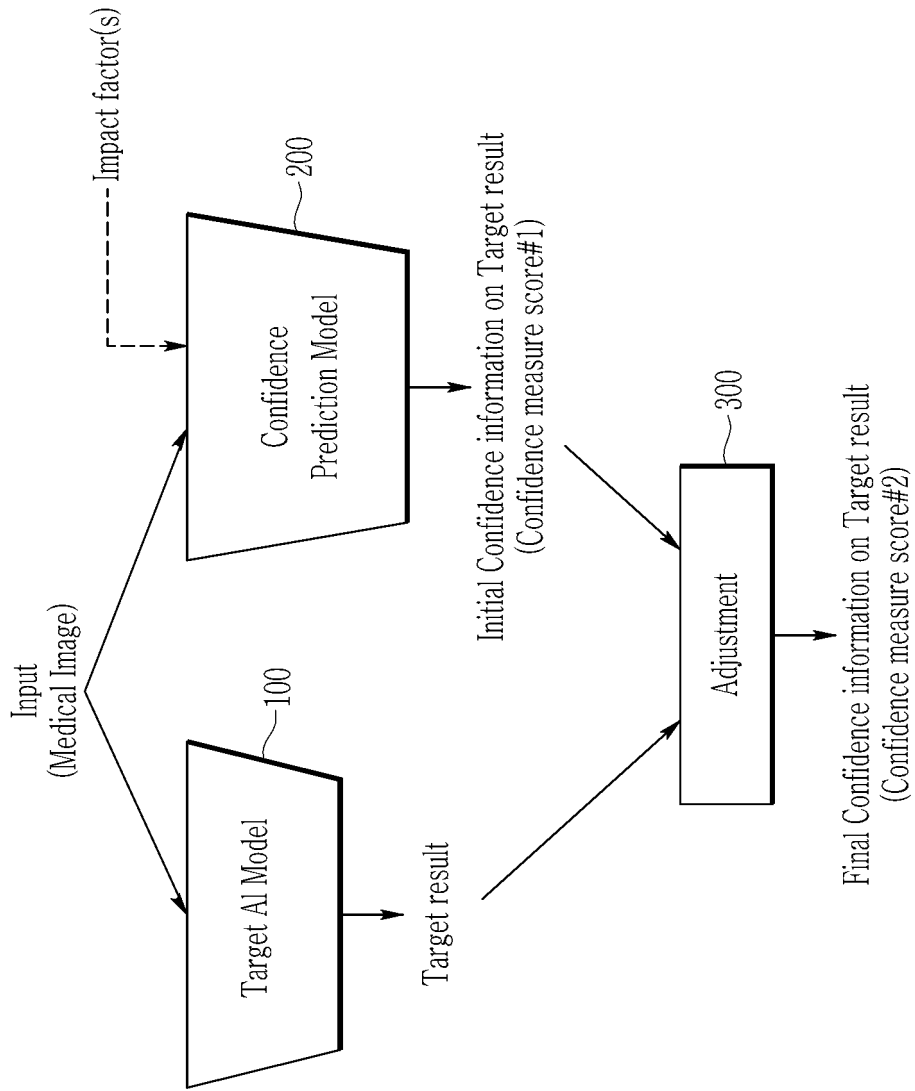 Input
(Medical Image)
Impact factor(s)
100
Target AI Model
200
Confidence
Prediction Model
Target result
Initial Confidence information on Target result
(Confidence measure score#1)
300
Adjustment
Final Confidence information on Target result
(Confidence measure score#2)